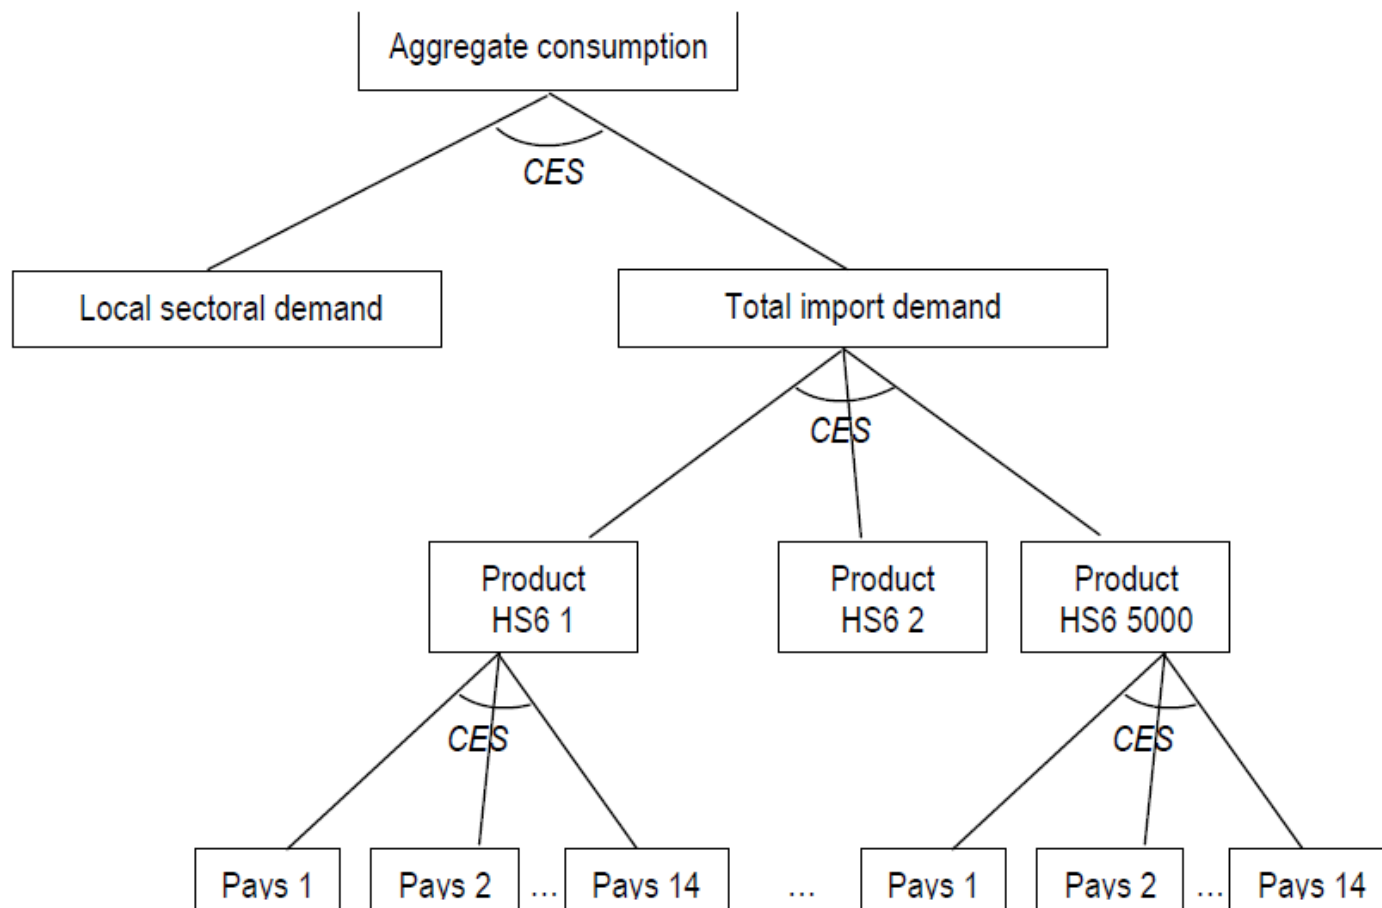 Aggregate consumption
CES
Local sectoral demand
Total import demand
CES
Product
HS6 1
Product
HS6 2
Product
HS6 5000
CES
CES
Pays 1
Pays 2
...
Pays 14
...
Pays 1
Pays 2
...
Pays 14